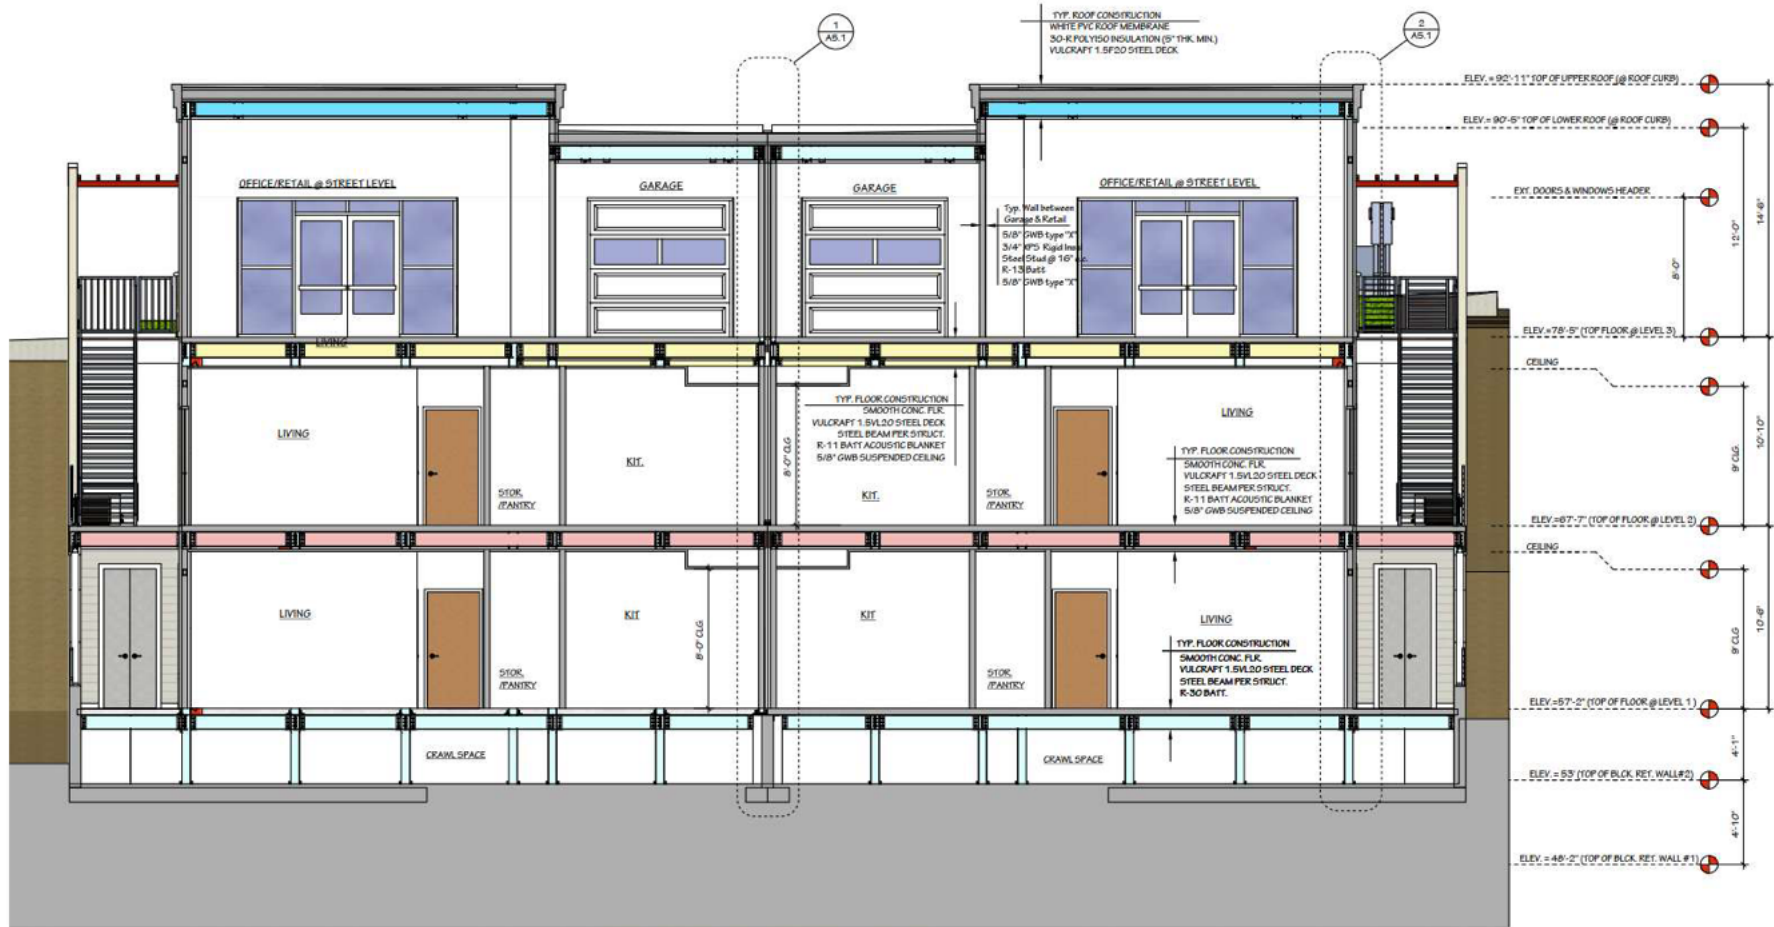 1
A5.1
2
A5.1
TYP. ROOF CONSTRUCTION
WHITE PVC ROOF MEMBRANE
30-R POLYISO INSULATION (5" THK. MIN.)
VULCRAFT 1.5F20 STEEL DECK
ELEV. = 92'-11" TOP OF UPPER ROOF (@ ROOF CURB)
ELEV. = 90'-5" TOP OF LOWER ROOF (@ ROOF CURB)
EXT. DOORS & WINDOWS HEADER
14'-6"
12'-0"
8'-0"
OFFICE/RETAIL @ STREET LEVEL
GARAGE
GARAGE
OFFICE/RETAIL @ STREET LEVEL
Typ. Wall between
Garage & Retail
5/8" GWB type "X"
3/4" XPS Rigid Insu
Steel Stud @ 16" o.c.
R-13 Batt
5/8" GWB type "X"
LIVING
ELEV.=78'-5" (TOP FLOOR @ LEVEL 3)
CEILING
TYP. FLOOR CONSTRUCTION
SMOOTH CONC. FLR.
VULCRAFT 1.5VL20 STEEL DECK
STEEL BEAM PER STRUCT.
R-11 BATT ACOUSTIC BLANKET
5/8" GWB SUSPENDED CEILING
8'-0" CLG
LIVING
KIT.
STOR.
/PANTRY
KIT.
STOR.
/PANTRY
LIVING
TYP. FLOOR CONSTRUCTION
SMOOTH CONC. FLR.
VULCRAFT 1.5VL20 STEEL DECK
STEEL BEAM PER STRUCT.
R-11 BATT ACOUSTIC BLANKET
5/8" GWB SUSPENDED CEILING
9' CLG.
10'-10"
ELEV.=67'-7" (TOP OF FLOOR @ LEVEL 2)
CEILING
LIVING
KIT
8'-0" CLG
KIT
LIVING
STOR.
/PANTRY
STOR.
/PANTRY
TYP. FLOOR CONSTRUCTION
SMOOTH CONC. FLR.
VULCRAFT 1.5VL20 STEEL DECK
STEEL BEAM PER STRUCT.
R-30 BATT.
9' CLG
ELEV.=57'-2" (TOP OF FLOOR @ LEVEL 1 )
CRAWL SPACE
CRAWL SPACE
4'-1"
ELEV. = 53' (TOP OF BLCK. RET. WALL #2)
4'-10"
ELEV. = 48'-2" (TOP OF BLCK. RET. WALL #1)